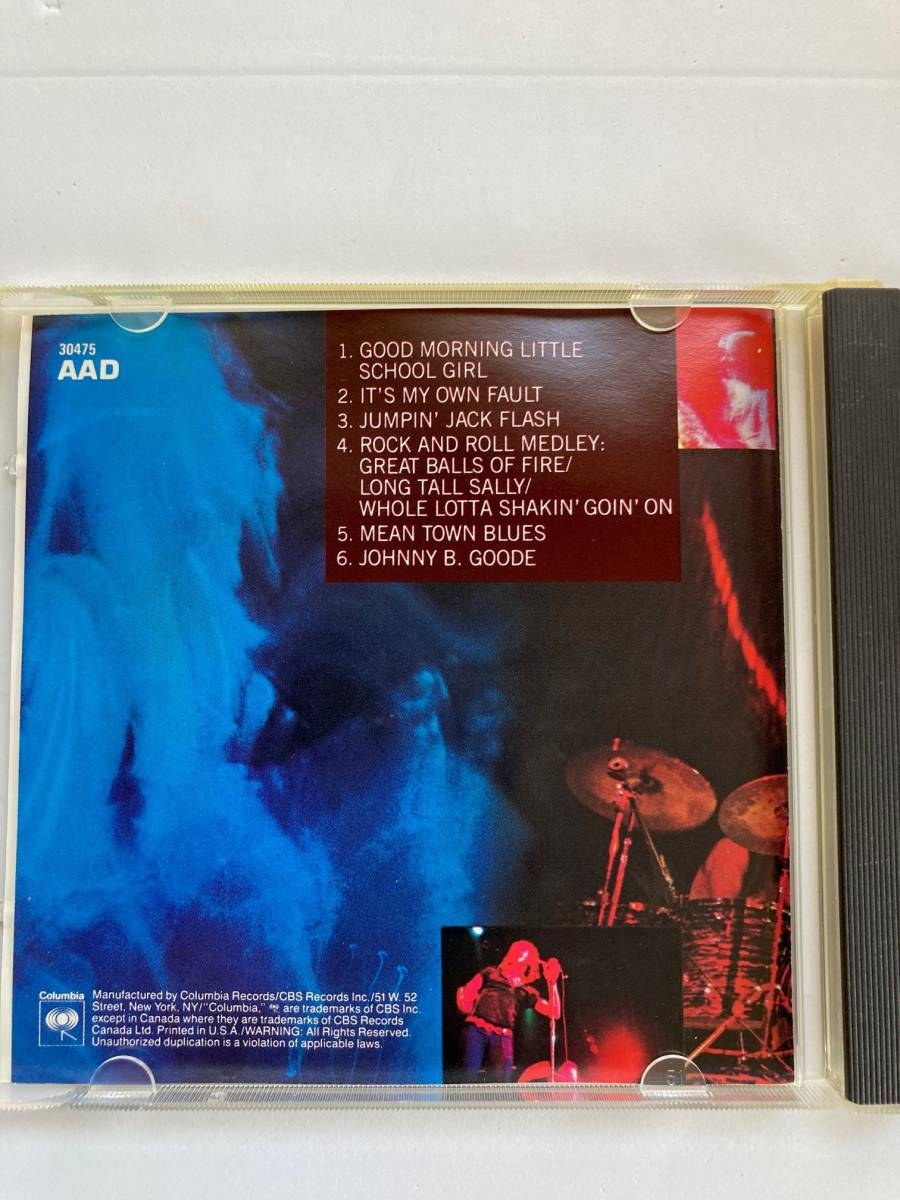 30475
AAD
1. GOOD MORNING LITTLE
SCHOOL GIRL
2. IT'S MY OWN FAULT
3. JUMPIN' JACK FLASH
4. ROCK AND ROLL MEDLEY:
GREAT BALLS OF FIRE/
LONG TALL SALLY/
WHOLE LOTTA SHAKIN' GOIN' ON
5. MEAN TOWN BLUES
6. JOHNNY B. GOODE
Columbia
Manufactured by Columbia Records/CBS Records Inc./51 W. 52
Street, New York, NY/"Columbia," are trademarks of CBS Inc.
except in Canada where they are trademarks of CBS Records
Canada Ltd. Printed in U.S.A./WARNING: All Rights Reserved.
Unauthorized duplication is a violation of applicable laws.